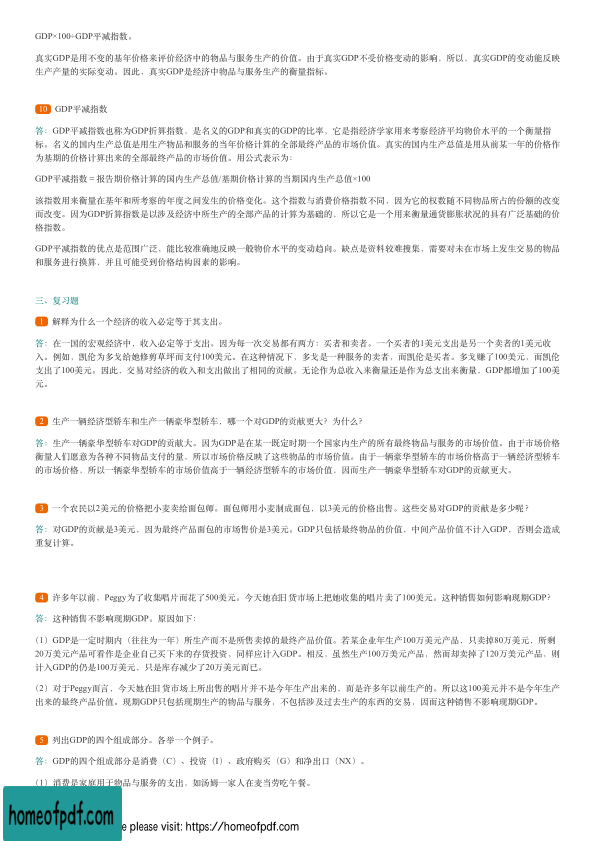 GDP×100÷GDP平减指数。
真实GDP是用不变的基年价格来评价经济中的物品与服务生产的价值。由于真实GDP不受价格变动的影响，所以，真实GDP的变动能反映
生产产量的实际变动。因此，真实GDP是经济中物品与服务生产的衡量指标。
10 GDP平减指数
答：GDP平减指数也称为GDP折算指数，是名义的GDP和真实的GDP的比率，它是指经济学家用来考察经济平均物价水平的一个衡量指
标。名义的国内生产总值是用生产物品和服务的当年价格计算的全部最终产品的市场价值。真实的国内生产总值是用从前某一年的价格作
为基期的价格计算出来的全部最终产品的市场价值。用公式表示为：
GDP平减指数＝报告期价格计算的国内生产总值/基期价格计算的当期国内生产总值×100
该指数用来衡量在基年和所考察的年度之间发生的价格变化。这个指数与消费价格指数不同，因为它的权数随不同物品所占的份额的改变
而改变。因为GDP折算指数是以涉及经济中所生产的全部产品的计算为基础的，所以它是一个用来衡量通货膨胀状况的具有广泛基础的价
格指数。
GDP平减指数的优点是范围广泛，能比较准确地反映一般物价水平的变动趋向。缺点是资料较难搜集，需要对未在市场上发生交易的物品
和服务进行换算，并且可能受到价格结构因素的影响。
三、复习题
1 解释为什么一个经济的收入必定等于其支出。
答：在一国的宏观经济中，收入必定等于支出。因为每一次交易都有两方：买者和卖者。一个买者的1美元支出是另一个卖者的1美元收
入。例如，凯伦为多戈给她修剪草坪而支付100美元。在这种情况下，多戈是一种服务的卖者，而凯伦是买者。多戈赚了100美元，而凯伦
支出了100美元。因此，交易对经济的收入和支出做出了相同的贡献。无论作为总收入来衡量还是作为总支出来衡量，GDP都增加了100美
元。
2 生产一辆经济型轿车和生产一辆豪华型轿车，哪一个对GDP的贡献更大？为什么？
答：生产一辆豪华型轿车对GDP的贡献大。因为GDP是在某一既定时期一个国家内生产的所有最终物品与服务的市场价值。由于市场价格
衡量人们愿意为各种不同物品支付的量，所以市场价格反映了这些物品的市场价值。由于一辆豪华型轿车的市场价格高于一辆经济型轿车
的市场价格，所以一辆豪华型轿车的市场价值高于一辆经济型轿车的市场价值，因而生产一辆豪华型轿车对GDP的贡献更大。
3 一个农民以2美元的价格把小麦卖给面包师。面包师用小麦制成面包，以3美元的价格出售。这些交易对GDP的贡献是多少呢？
答：对GDP的贡献是3美元，因为最终产品面包的市场售价是3美元。GDP只包括最终物品的价值，中间产品价值不计入GDP，否则会造成
重复计算。
4 许多年以前，Peggy为了收集唱片而花了500美元。今天她在旧货市场上把她收集的唱片卖了100美元。这种销售如何影响现期GDP？
答：这种销售不影响现期GDP。原因如下：
（1）GDP是一定时期内（往往为一年）所生产而不是所售卖掉的最终产品价值。若某企业年生产100万美元产品，只卖掉80万美元，所剩
20万美元产品可看作是企业自己买下来的存货投资，同样应计入GDP。相反，虽然生产100万美元产品，然而却卖掉了120万美元产品，则
计入GDP的仍是100万美元，只是库存减少了20万美元而已。
（2）对于Peggy而言，今天她在旧货市场上所出售的唱片并不是今年生产出来的，而是许多年以前生产的。所以这100美元并不是今年生产
出来的最终产品价值。现期GDP只包括现期生产的物品与服务，不包括涉及过去生产的东西的交易，因而这种销售不影响现期GDP。
5 列出GDP的四个组成部分。各举一个例子。
答：GDP的四个组成部分是消费（C）、投资（I）、政府购买（G）和净出口（NX）。
（1）消费是家庭用于物品与服务的支出，如汤姆一家人在麦当劳吃午餐。
homeofpdf.com
e please visit: https://homeofpdf.com